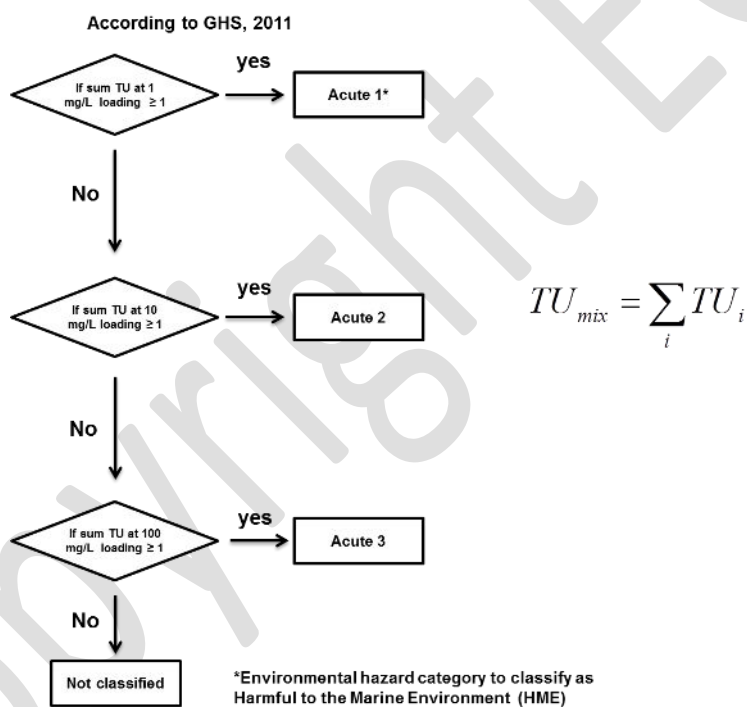 According to GHS, 2011
If sum TU at 1
mg/L loading ≥ 1
yes
Acute 1*
No
If sum TU at 10
mg/L loading ≥1
yes
Acute 2
TU_mix = ∑_i TU_i
No
If sum TU at 100
mg/L loading ≥ 1
yes
Acute 3
No
Not classified
*Environmental hazard category to classify as
Harmful to the Marine Environment (HME)